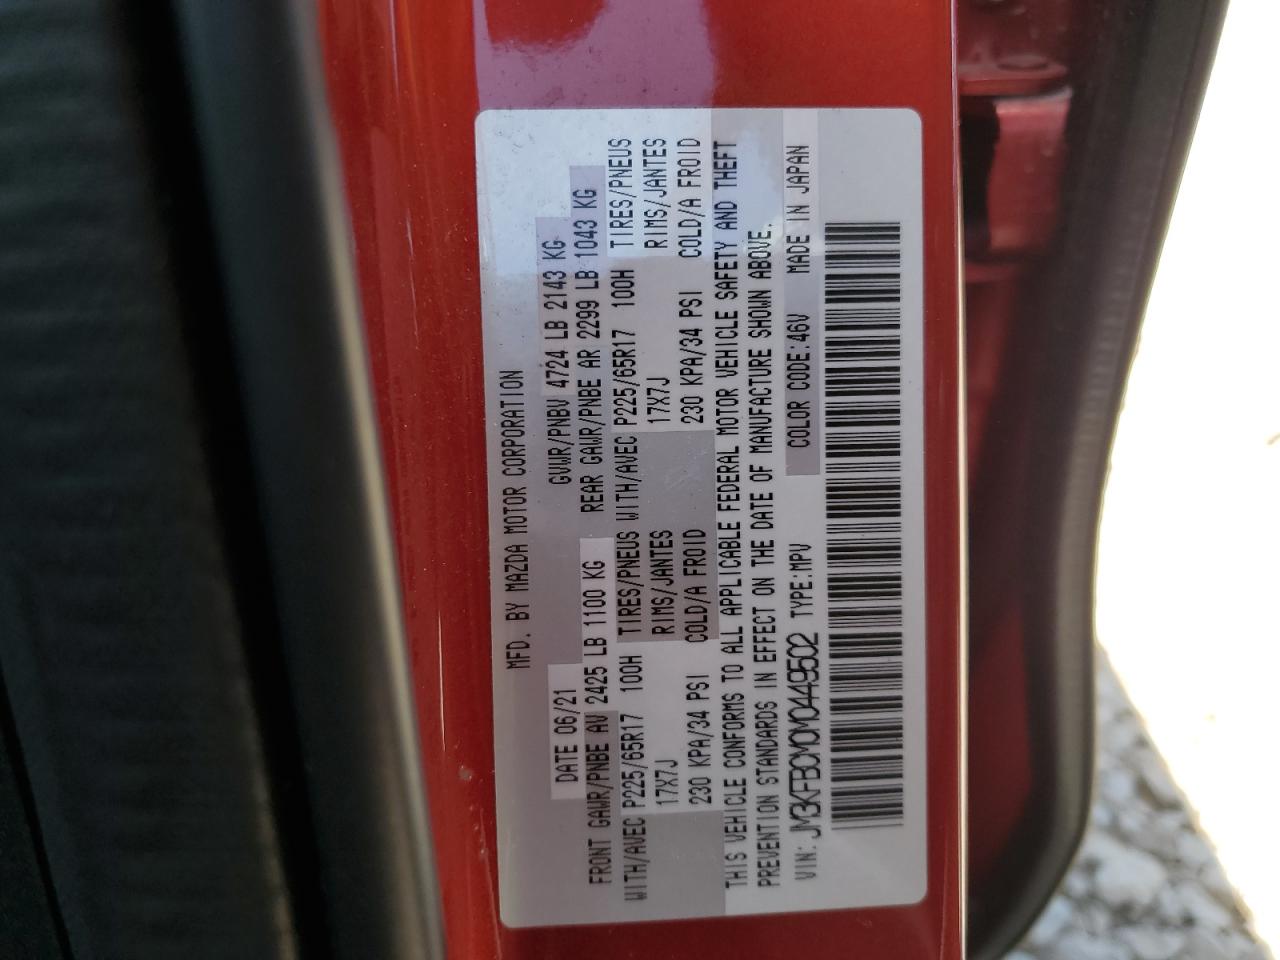 MFD. BY MAZDA MOTOR CORPORATION
DATE 06/21 GVWR/PNBV 4724 LB 2143 KG
FRONT GAWR/PNBE AV 2425 LB 1100 KG REAR GAWR/PNBE AR 2299 LB 1043 KG
WITH/AVEC P225/65R17 100H TIRES/PNEUS WITH/AVEC P225/65R17 100H TIRES/PNEUS
17X7J RIMS/JANTES 17X7J RIMS/JANTES
230 KPA/34 PSI COLD/A FROID 230 KPA/34 PSI COLD/A FROID
THIS VEHICLE CONFORMS TO ALL APPLICABLE FEDERAL MOTOR VEHICLE SAFETY AND THEFT
PREVENTION STANDARDS IN EFFECT ON THE DATE OF MANUFACTURE SHOWN ABOVE.
VIN: JM3KFBCM0M0449502 TYPE:MPV COLOR CODE:46V MADE IN JAPAN